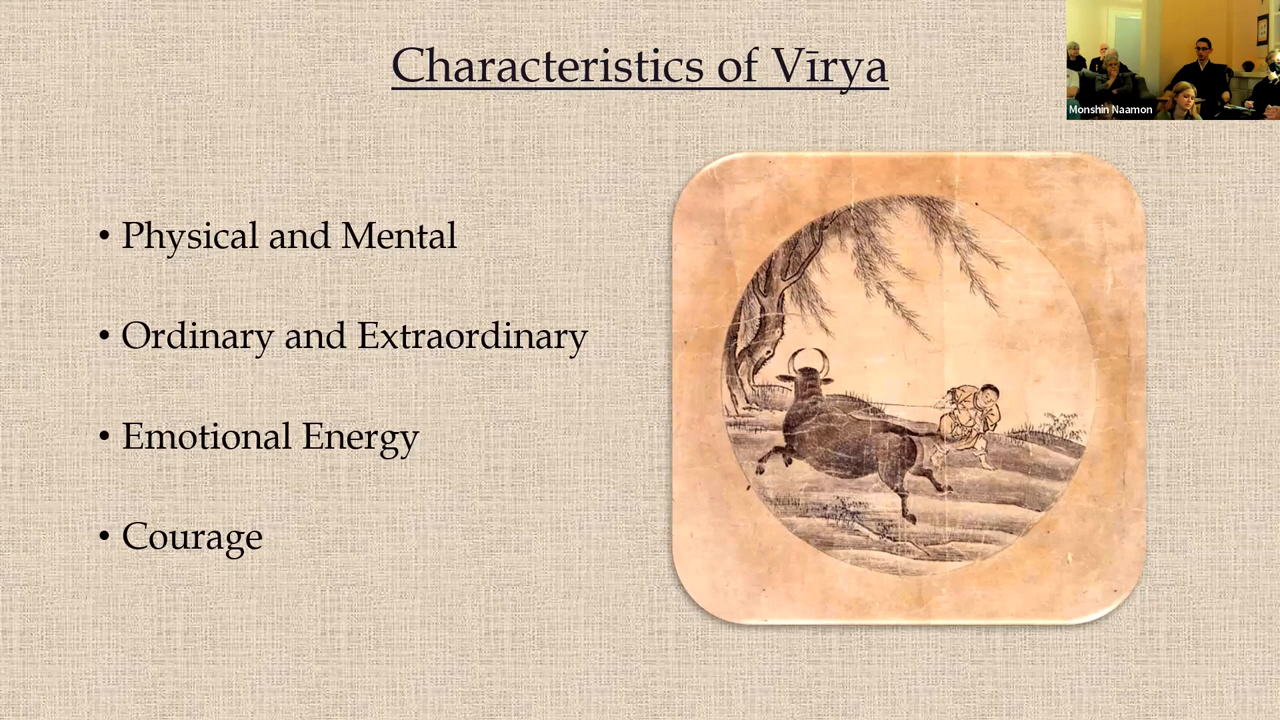 Characteristics of Vīrya
Monshin Naamon
• Physical and Mental
• Ordinary and Extraordinary
• Emotional Energy
• Courage